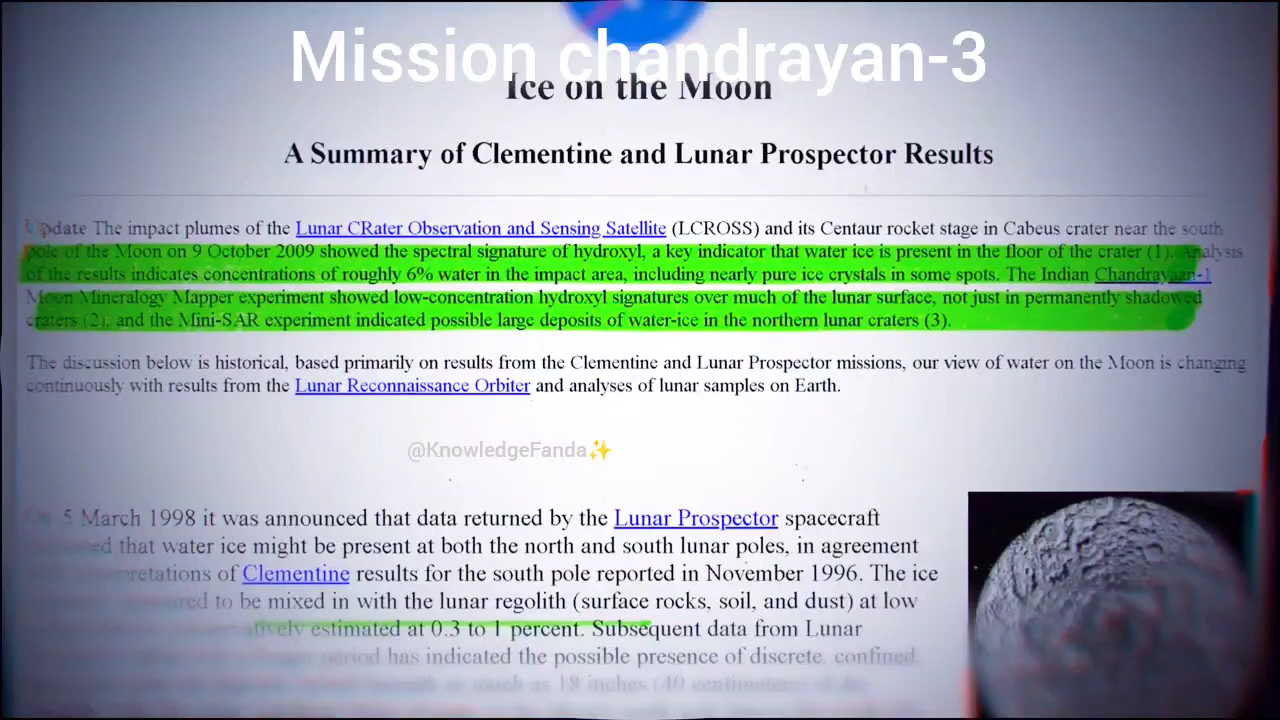 Mission chandrayan-3
Ice on the Moon
A Summary of Clementine and Lunar Prospector Results
Update The impact plumes of the Lunar CRater Observation and Sensing Satellite (LCROSS) and its Centaur rocket stage in Cabeus crater near the south
pole of the Moon on 9 October 2009 showed the spectral signature of hydroxyl, a key indicator that water ice is present in the floor of the crater (1). Analysis
of the results indicates concentrations of roughly 6% water in the impact area, including nearly pure ice crystals in some spots. The Indian Chandrayaan-1
Moon Mineralogy Mapper experiment showed low-concentration hydroxyl signatures over much of the lunar surface, not just in permanently shadowed
craters (2), and the Mini-SAR experiment indicated possible large deposits of water-ice in the northern lunar craters (3).
The discussion below is historical, based primarily on results from the Clementine and Lunar Prospector missions, our view of water on the Moon is changing
continuously with results from the Lunar Reconnaissance Orbiter and analyses of lunar samples on Earth.
@KnowledgeFanda✨
5 March 1998 it was announced that data returned by the Lunar Prospector spacecraft
that water ice might be present at both the north and south lunar poles, in agreement
of Clementine results for the south pole reported in November 1996. The ice
to be mixed in with the lunar regolith (surface rocks, soil, and dust) at low
estimated at 0.3 to 1 percent. Subsequent data from Lunar
period has indicated the possible presence of discrete, confined,
as much as 18 inches (40 centimeters)